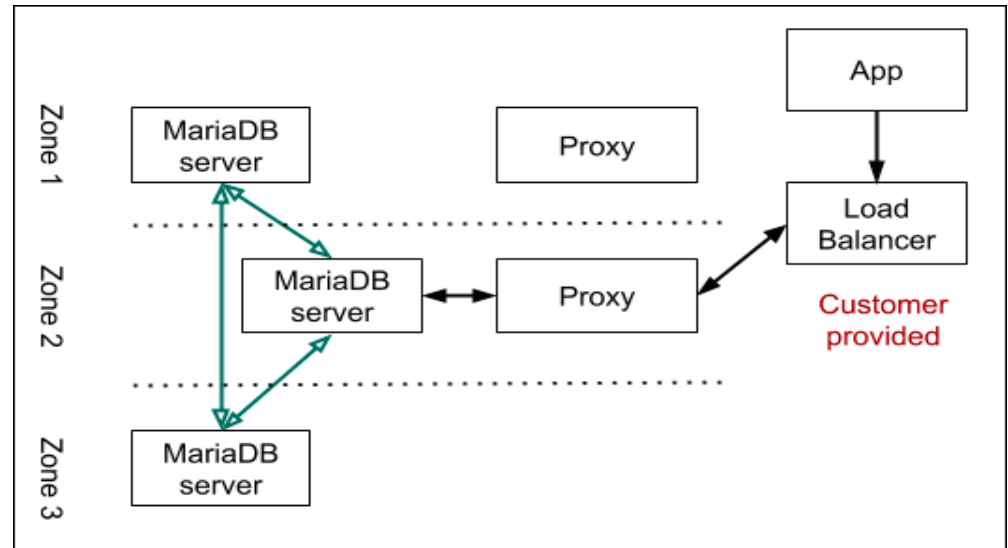 App
Zone 1
MariaDB
server
Proxy
Load
Balancer
Zone 2
MariaDB
server
Proxy
Customer
provided
Zone 3
MariaDB
server